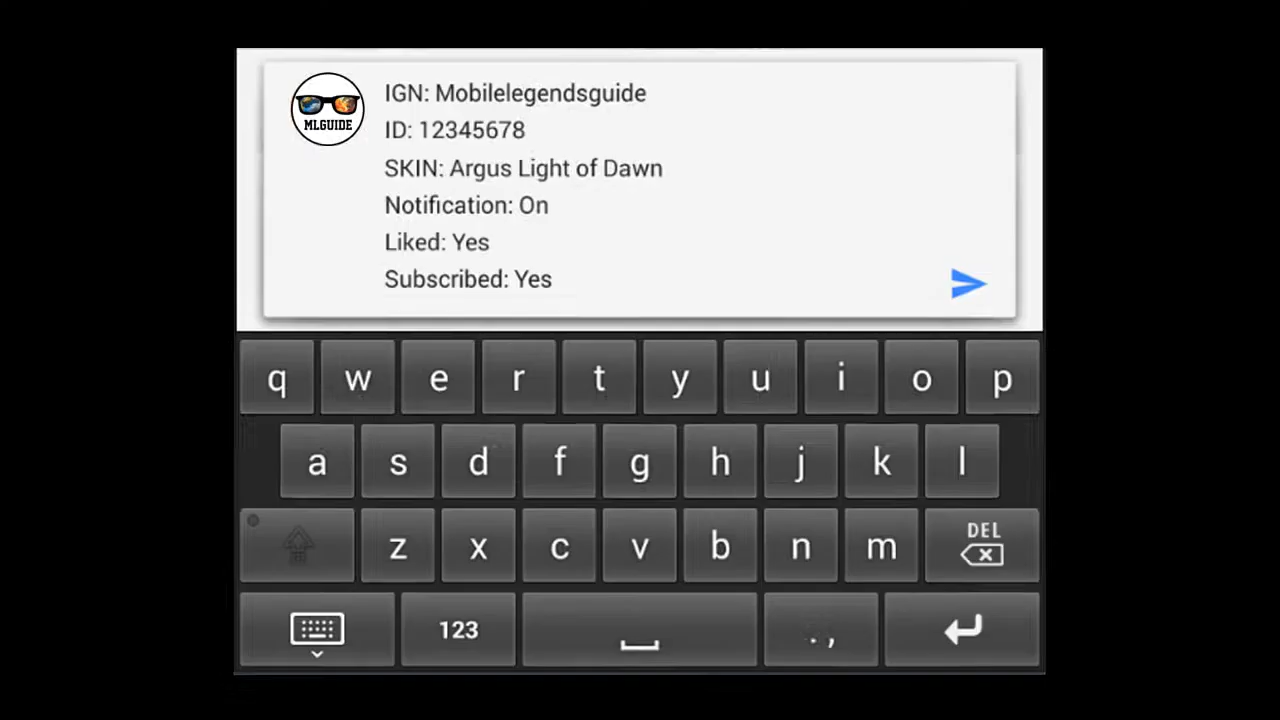 MLGUIDE
IGN: Mobilelegendsguide
ID: 12345678
SKIN: Argus Light of Dawn
Notification: On
Liked: Yes
Subscribed: Yes
q w e r t y u i o p
a s d f g h j k l
z x c v b n m DEL
123 . ,